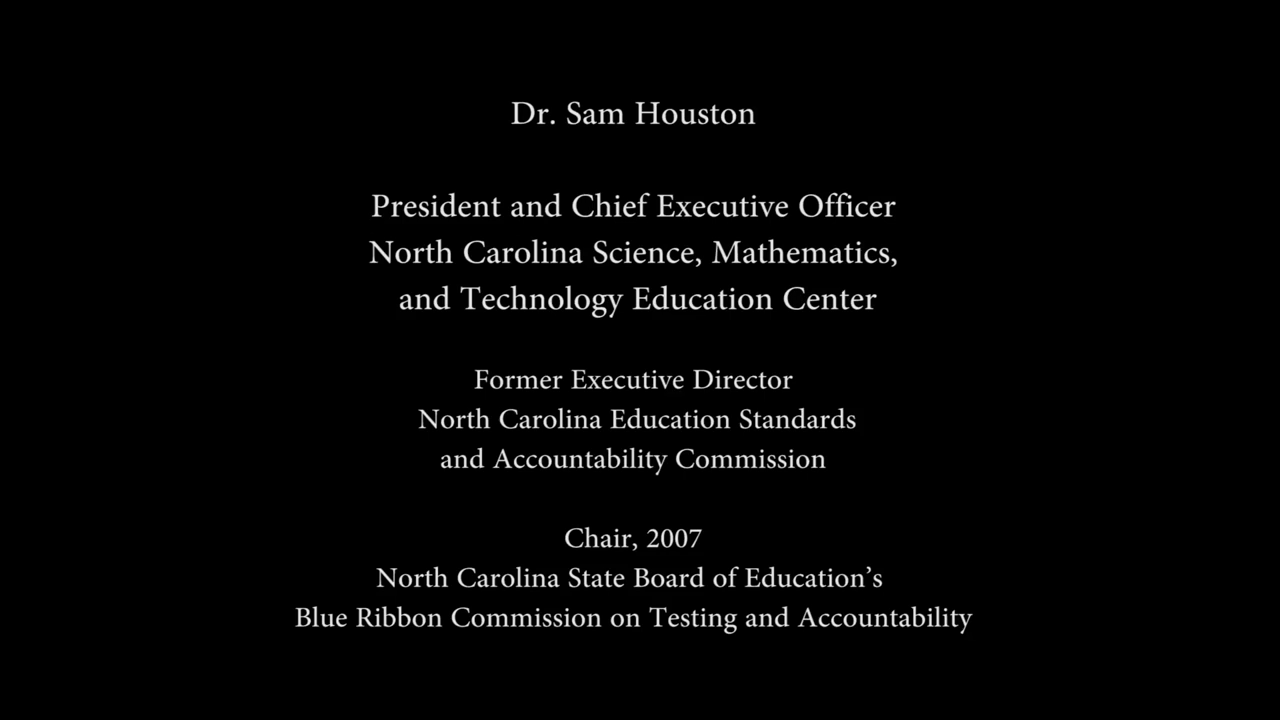 Dr. Sam Houston
President and Chief Executive Officer
North Carolina Science, Mathematics,
and Technology Education Center
Former Executive Director
North Carolina Education Standards
and Accountability Commission
Chair, 2007
North Carolina State Board of Education’s
Blue Ribbon Commission on Testing and Accountability